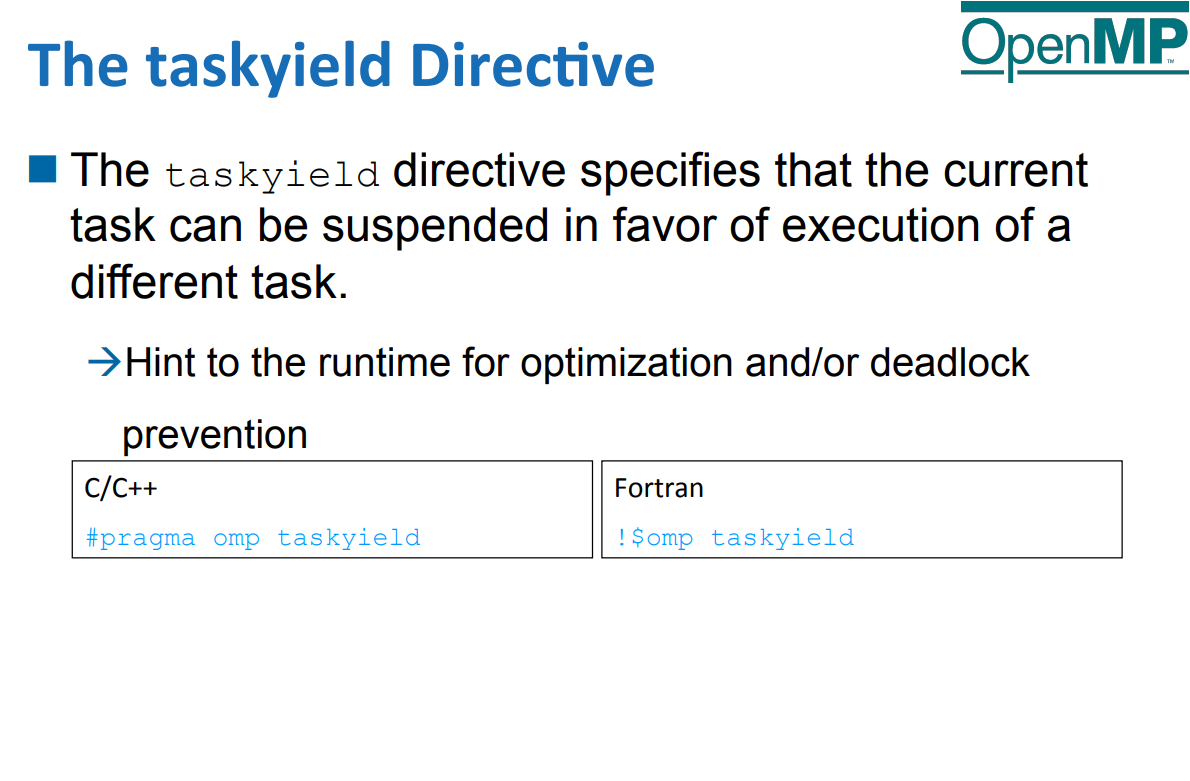 The taskyield Directive
OpenMP™
■ The taskyield directive specifies that the current
task can be suspended in favor of execution of a
different task.
→Hint to the runtime for optimization and/or deadlock
prevention
C/C++
#pragma omp taskyield
Fortran
!$omp taskyield